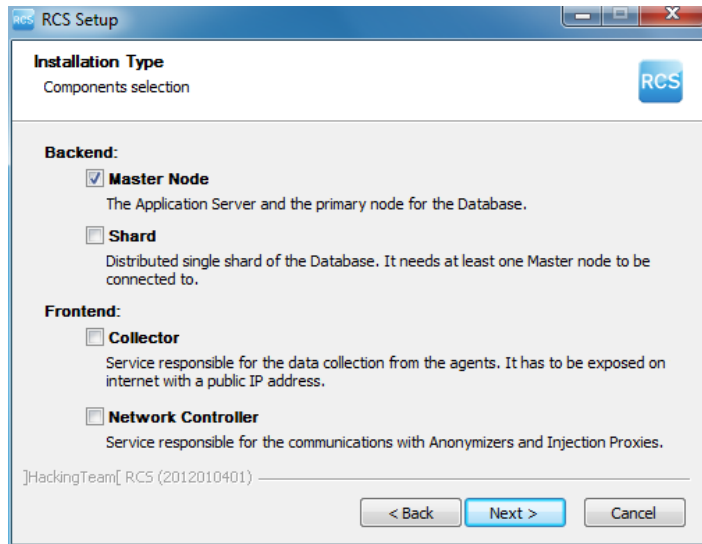 RCS RCS Setup
Installation Type
Components selection
RCS
Backend:
Master Node
The Application Server and the primary node for the Database.
Shard
Distributed single shard of the Database. It needs at least one Master node to be
connected to.
Frontend:
Collector
Service responsible for the data collection from the agents. It has to be exposed on
internet with a public IP address.
Network Controller
Service responsible for the communications with Anonymizers and Injection Proxies.
]HackingTeam[ RCS (2012010401)
< Back Next > Cancel